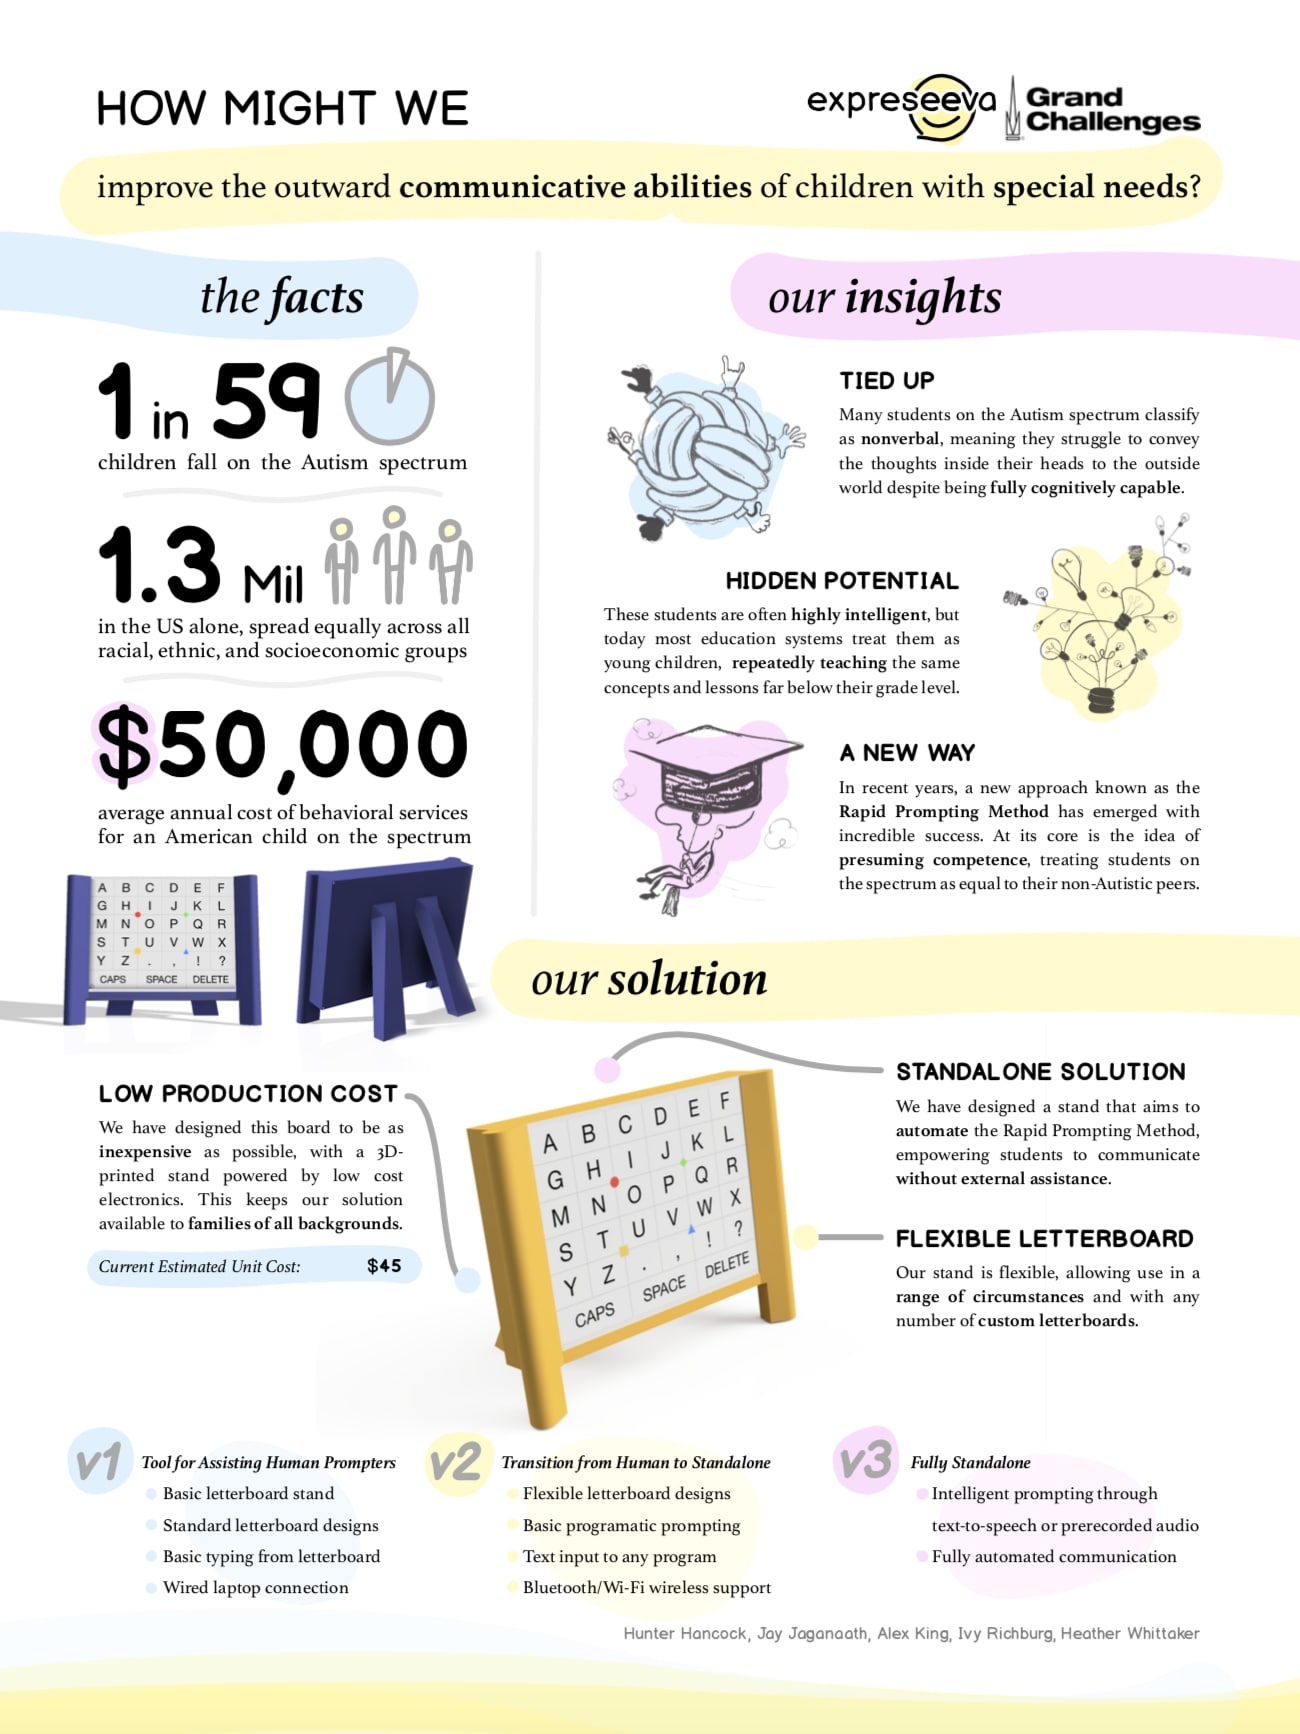 HOW MIGHT WE
expreseeva
Grand
Challenges
improve the outward communicative abilities of children with special needs?
the facts
1 in 59
children fall on the Autism spectrum
1.3 Mil
in the US alone, spread equally across all
racial, ethnic, and socioeconomic groups
$50,000
average annual cost of behavioral services
for an American child on the spectrum
our insights
TIED UP
Many students on the Autism spectrum classify
as nonverbal, meaning they struggle to convey
the thoughts inside their heads to the outside
world despite being fully cognitively capable.
HIDDEN POTENTIAL
These students are often highly intelligent, but
today most education systems treat them as
young children, repeatedly teaching the same
concepts and lessons far below their grade level.
A NEW WAY
In recent years, a new approach known as the
Rapid Prompting Method has emerged with
incredible success. At its core is the idea of
presuming competence, treating students on
the spectrum as equal to their non-Autistic peers.
A B C D E F
G H I J K L
M N O P Q R
S T U V W X
Y Z . , ! ?
CAPS SPACE DELETE
our solution
LOW PRODUCTION COST
We have designed this board to be as
inexpensive as possible, with a 3D-
printed stand powered by low cost
electronics. This keeps our solution
available to families of all backgrounds.
Current Estimated Unit Cost: $45
A B C D E F
G H I J K L
M N O P Q R
S T U V W X
Y Z . , ! ?
CAPS SPACE DELETE
STANDALONE SOLUTION
We have designed a stand that aims to
automate the Rapid Prompting Method,
empowering students to communicate
without external assistance.
FLEXIBLE LETTERBOARD
Our stand is flexible, allowing use in a
range of circumstances and with any
number of custom letterboards.
v1
Tool for Assisting Human Prompters
Basic letterboard stand
Standard letterboard designs
Basic typing from letterboard
Wired laptop connection
v2
Transition from Human to Standalone
Flexible letterboard designs
Basic programatic prompting
Text input to any program
Bluetooth/Wi-Fi wireless support
v3
Fully Standalone
Intelligent prompting through
text-to-speech or prerecorded audio
Fully automated communication
Hunter Hancock, Jay Jaganaath, Alex King, Ivy Richburg, Heather Whittaker